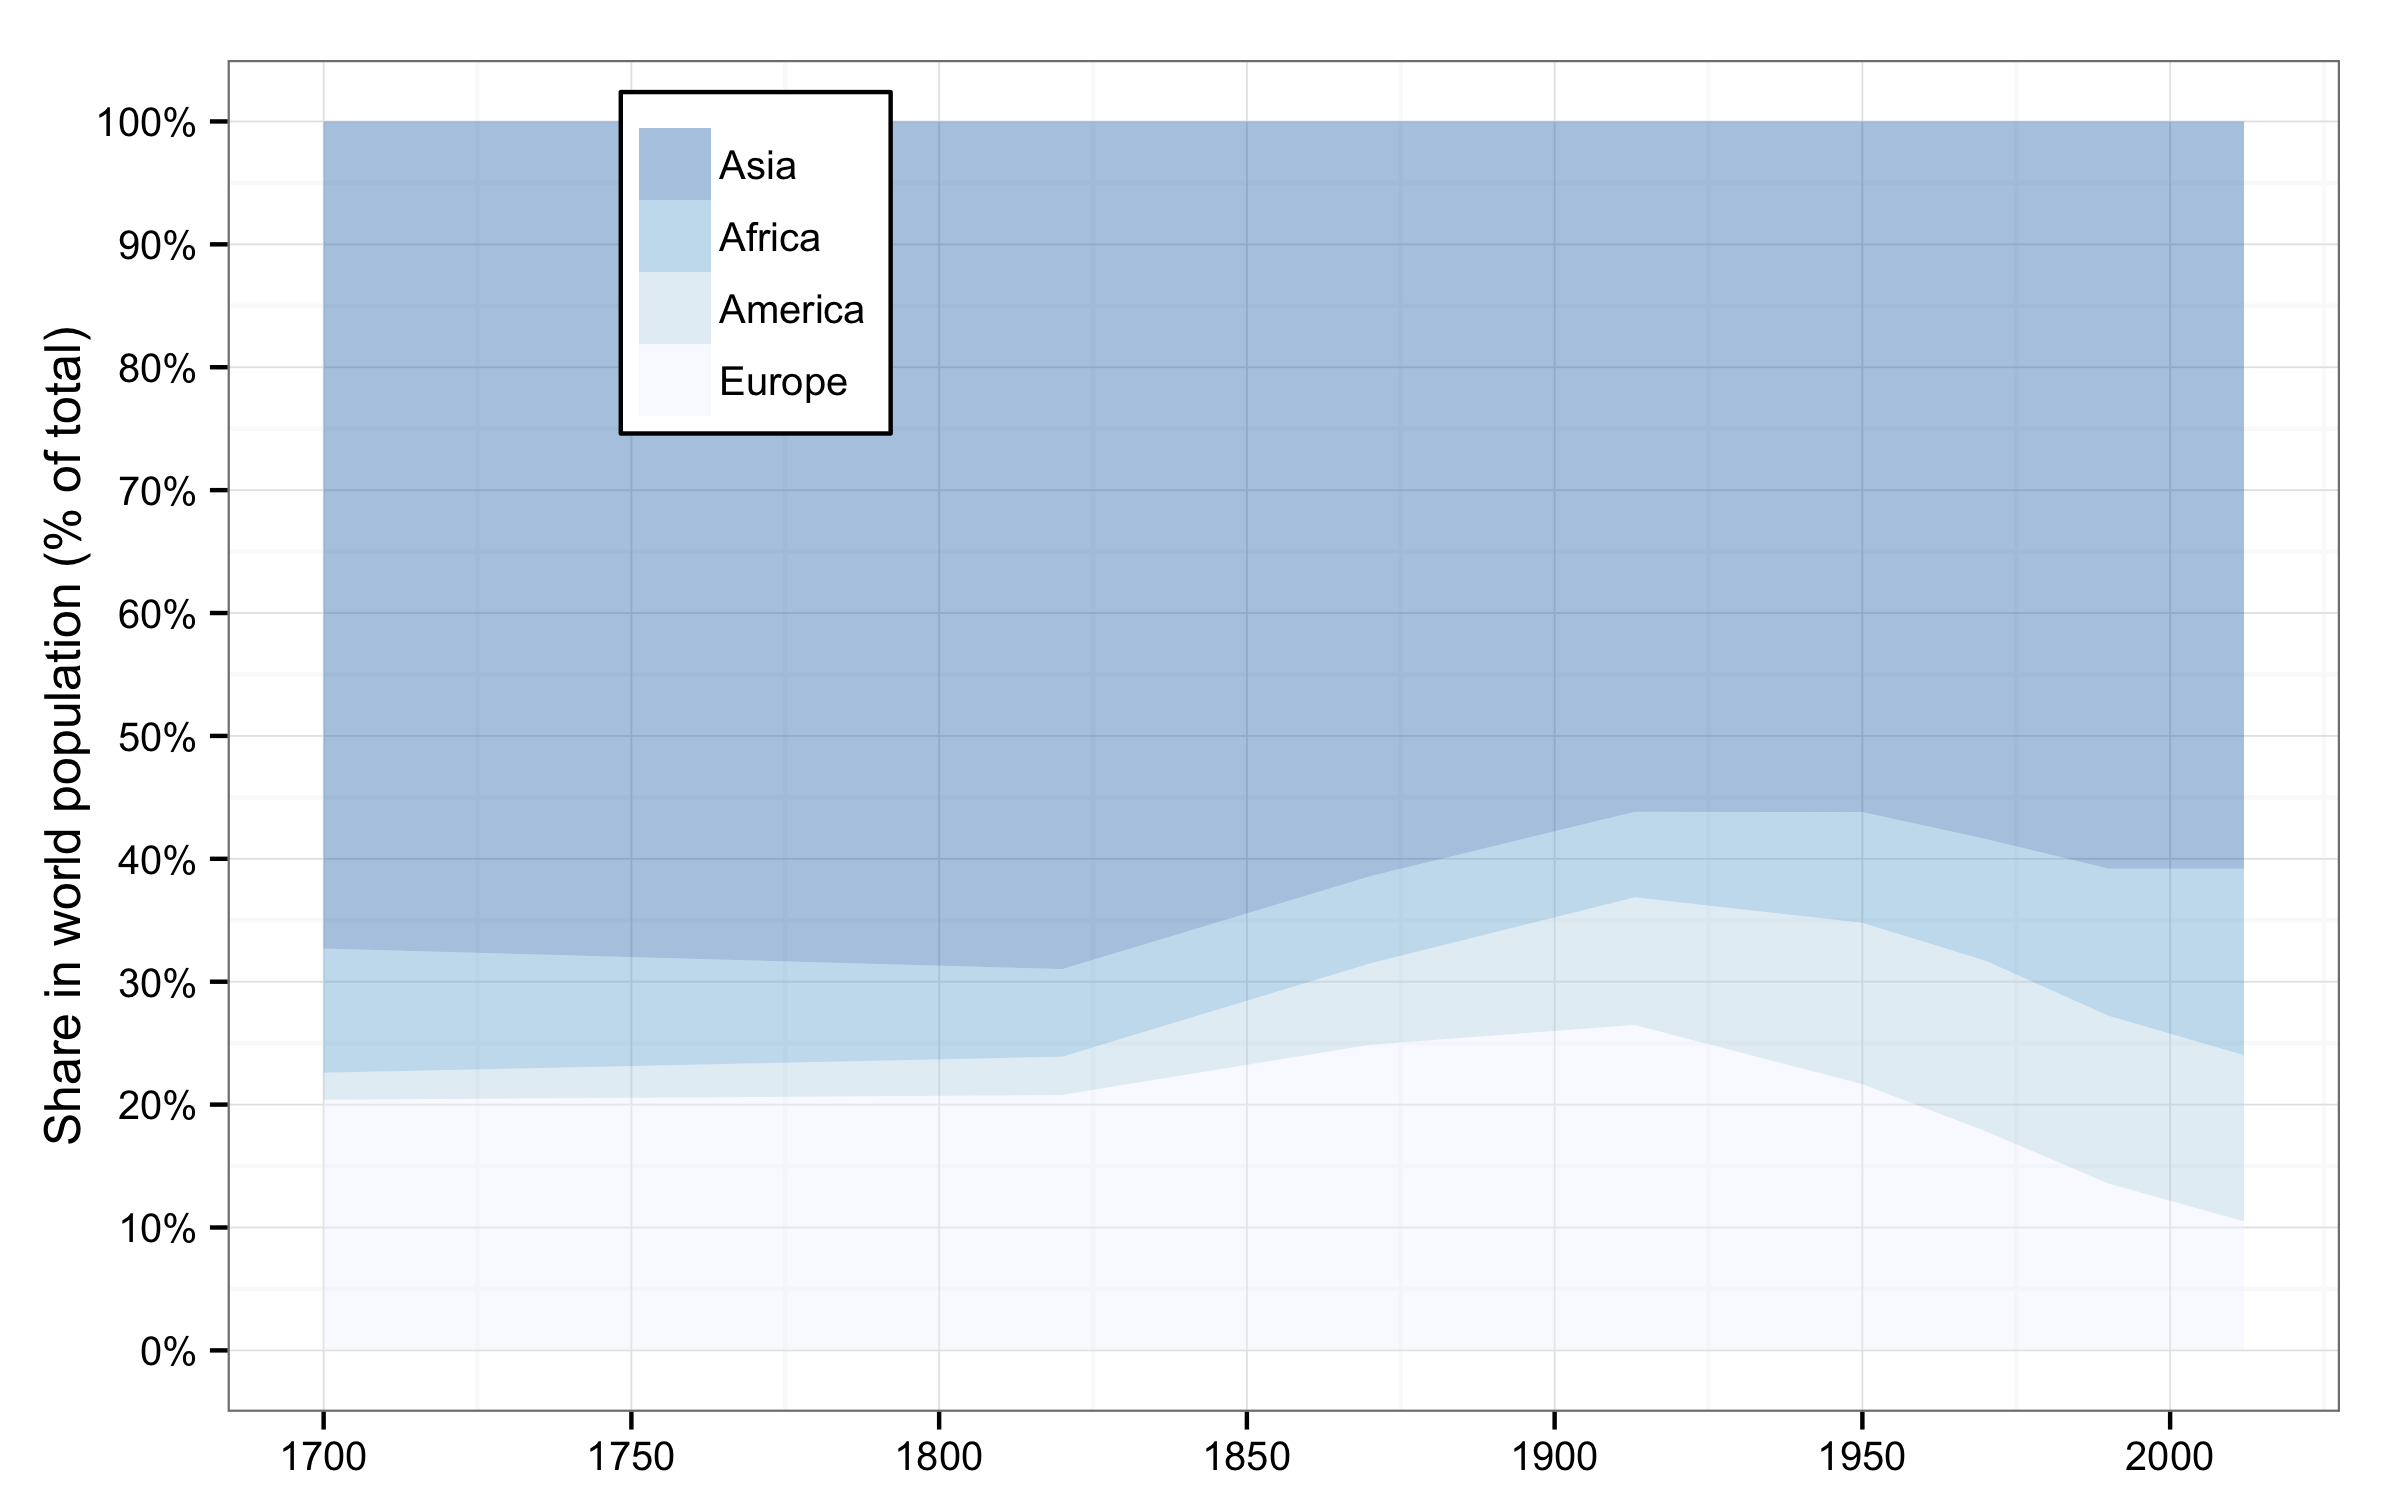 Share in world population (% of total)
100%
90%
80%
70%
60%
50%
40%
30%
20%
10%
0%
Asia
Africa
America
Europe
1700 1750 1800 1850 1900 1950 2000